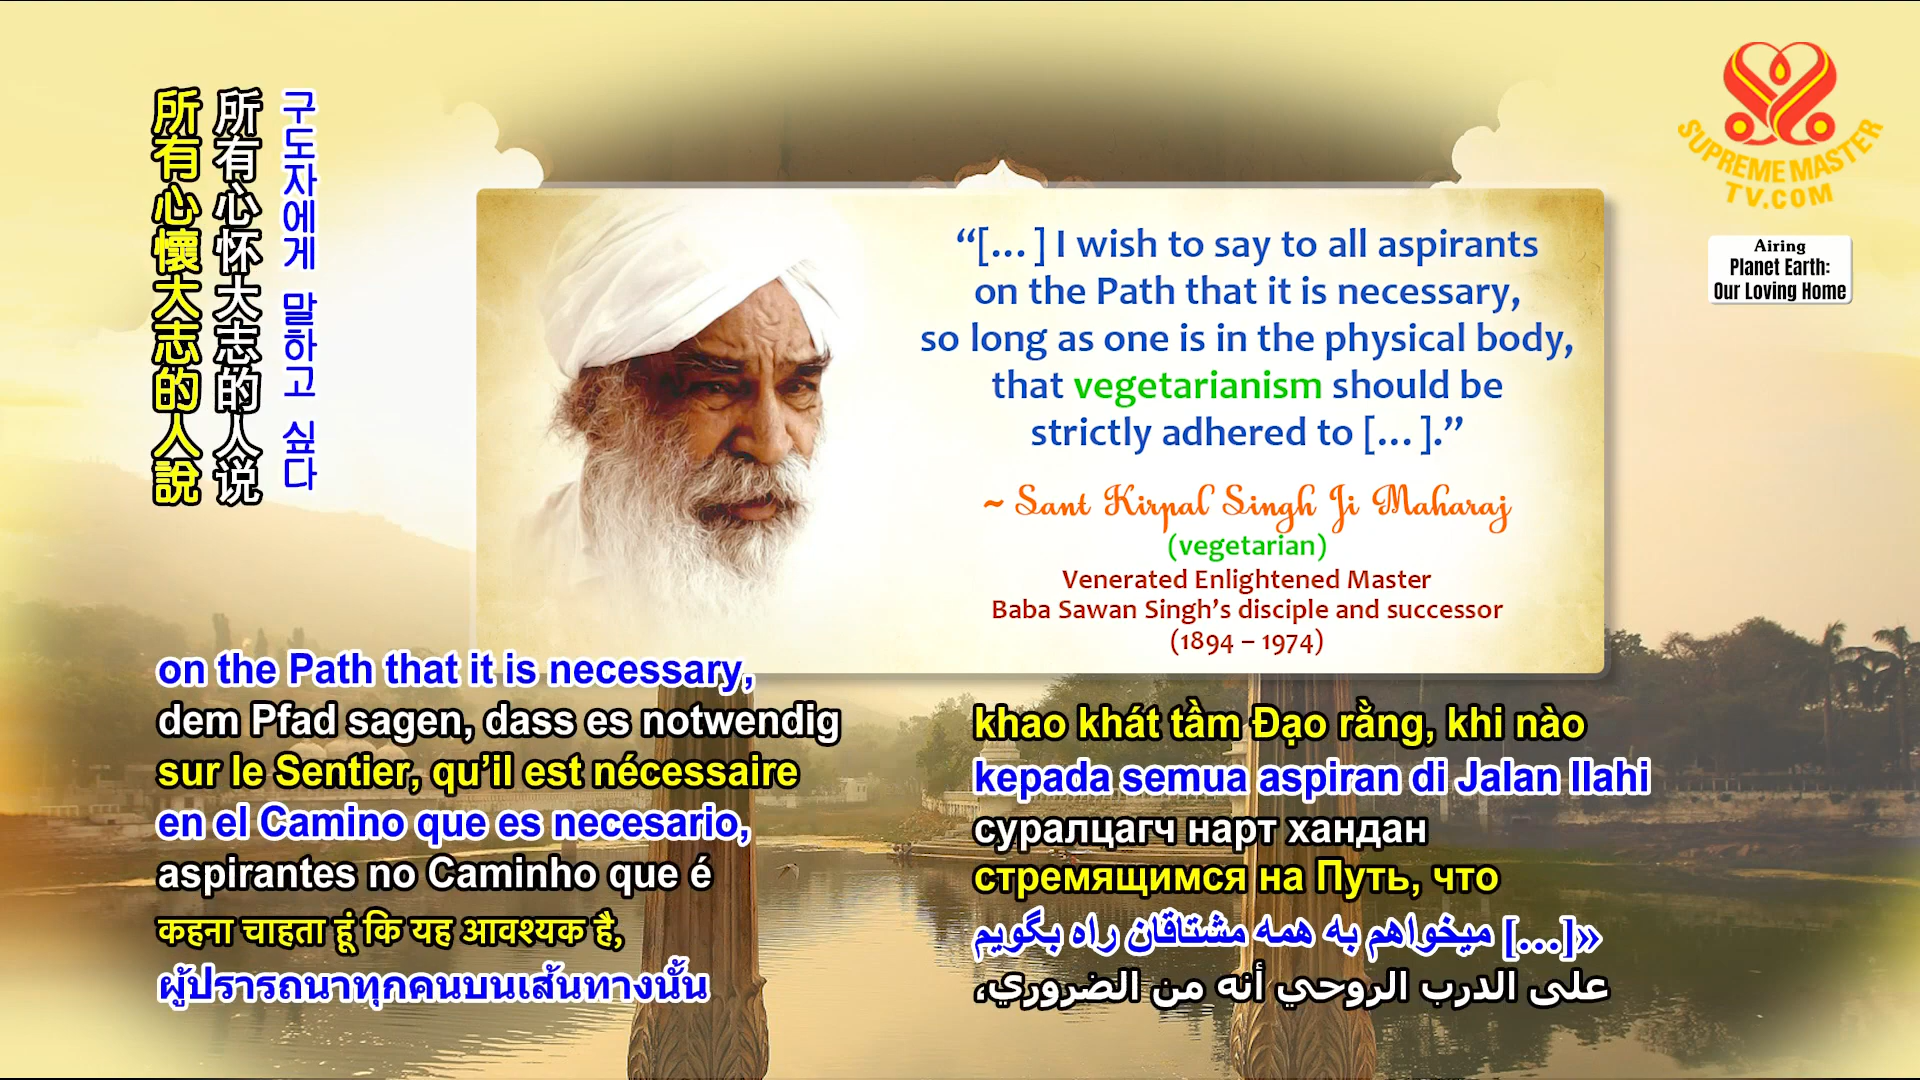 所有心懷大志的人說
所有心怀大志的人说
구도자에게 말하고 싶다
SUPREME MASTER
TV.COM
Airing
Planet Earth:
Our Loving Home
“[…] I wish to say to all aspirants
on the Path that it is necessary,
so long as one is in the physical body,
that vegetarianism should be
strictly adhered to […].”
~ Sant Kirpal Singh Ji Maharaj
(vegetarian)
Venerated Enlightened Master
Baba Sawan Singh’s disciple and successor
(1894 – 1974)
on the Path that it is necessary,
dem Pfad sagen, dass es notwendig
sur le Sentier, qu’il est nécessaire
en el Camino que es necesario,
aspirantes no Caminho que é
कहना चाहता हूं कि यह आवश्यक है,
ผู้ปรารถนาทุกคนบนเส้นทางนั้น
khao khát tầm Đạo rằng, khi nào
kepada semua aspiran di Jalan Ilahi
суралцагч нарт хандан
стремящимся на Путь, что
«[…] میخواهم به همه مشتاقان راه بگویم
على الدرب الروحي أنه من الضروري،